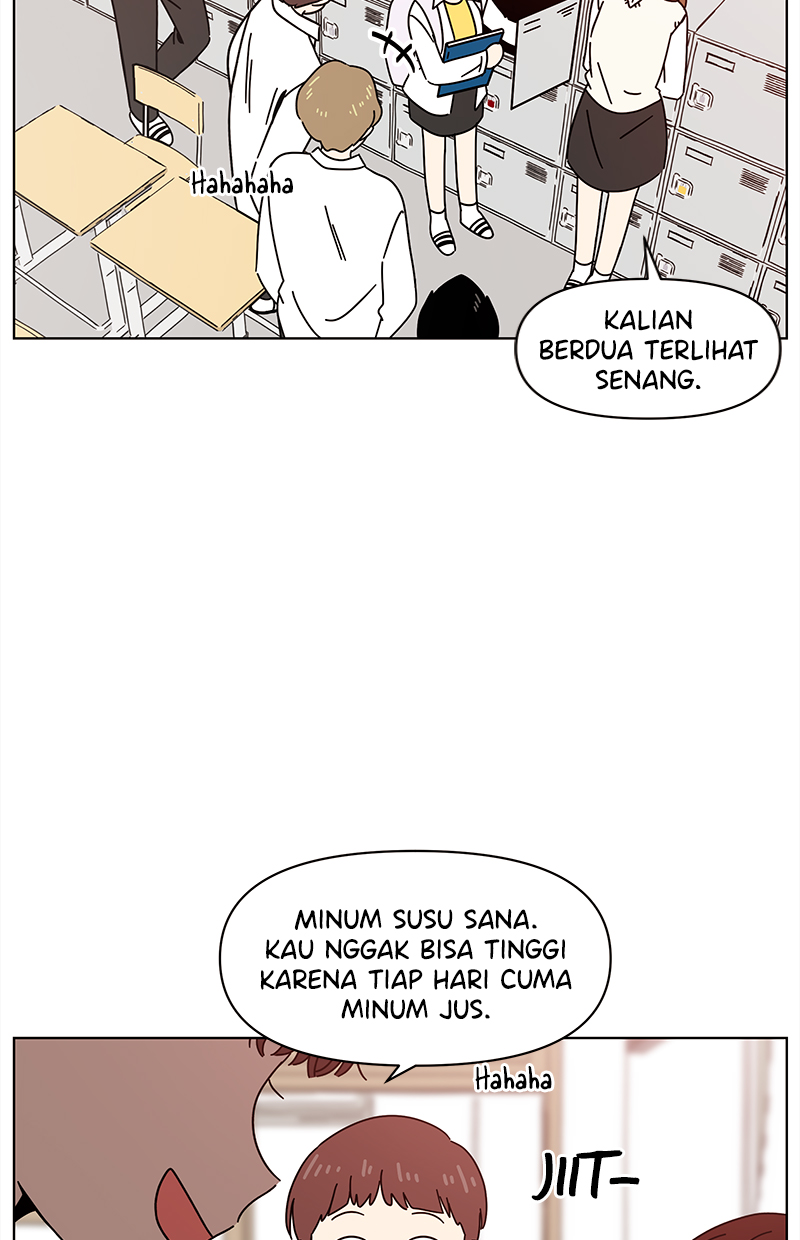 Hahahaha
KALIAN
BERDUA TERLIHAT
SENANG.
MINUM SUSU SANA.
KAU NGGAK BISA TINGGI
KARENA TIAP HARI CUMA
MINUM JUS.
Hahaha
JIIT-